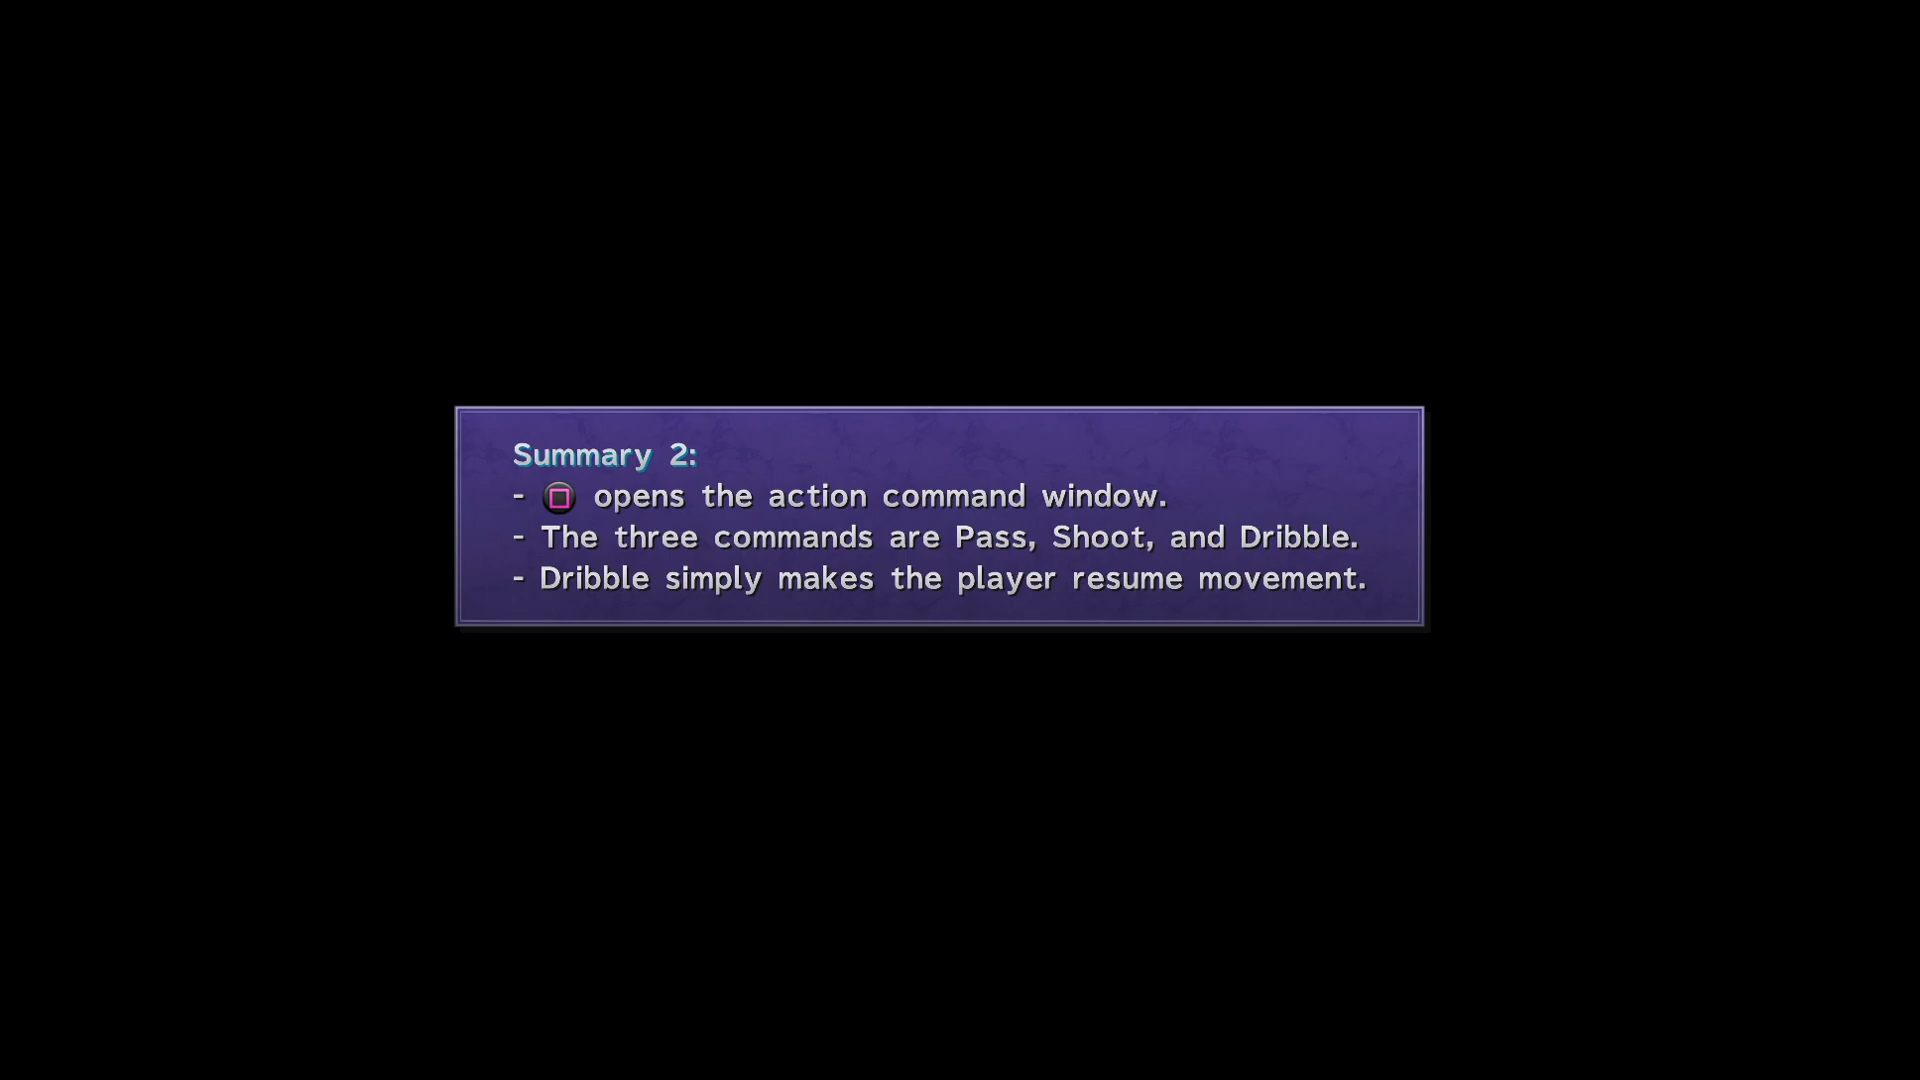 Summary 2:
- □ opens the action command window.
- The three commands are Pass, Shoot, and Dribble.
- Dribble simply makes the player resume movement.